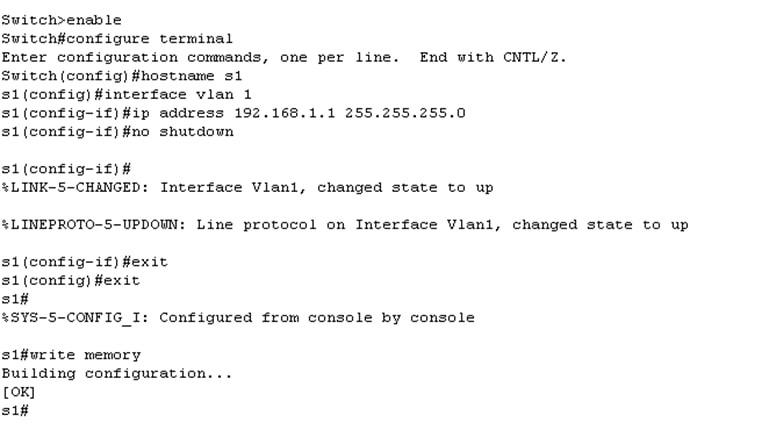 Switch>enable
Switch#configure terminal
Enter configuration commands, one per line.  End with CNTL/Z.
Switch(config)#hostname s1
s1(config)#interface vlan 1
s1(config-if)#ip address 192.168.1.1 255.255.255.0
s1(config-if)#no shutdown
s1(config-if)#
%LINK-5-CHANGED: Interface Vlan1, changed state to up
%LINEPROTO-5-UPDOWN: Line protocol on Interface Vlan1, changed state to up
s1(config-if)#exit
s1(config)#exit
s1#
%SYS-5-CONFIG_I: Configured from console by console
s1#write memory
Building configuration...
[OK]
s1#